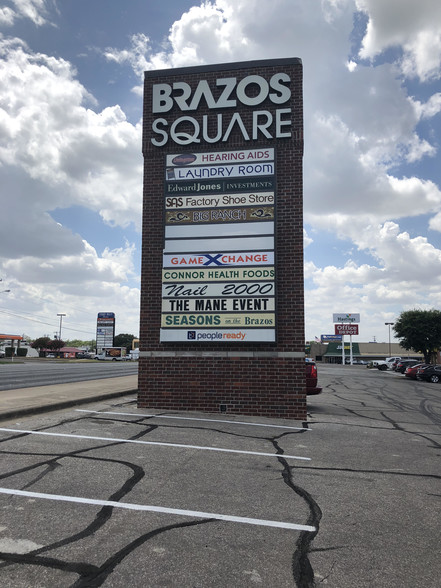 BRAZOS
SQUARE
HEARING AIDS
LAUNDRY ROOM
Edward Jones | INVESTMENTS
SAS Factory Shoe Store
BIG RANCH
GAME X CHANGE
CONNOR HEALTH FOODS
Nail 2000
THE MANE EVENT
SEASONS on the BRAZOS
peopleready
Hastings
Office DEPOT